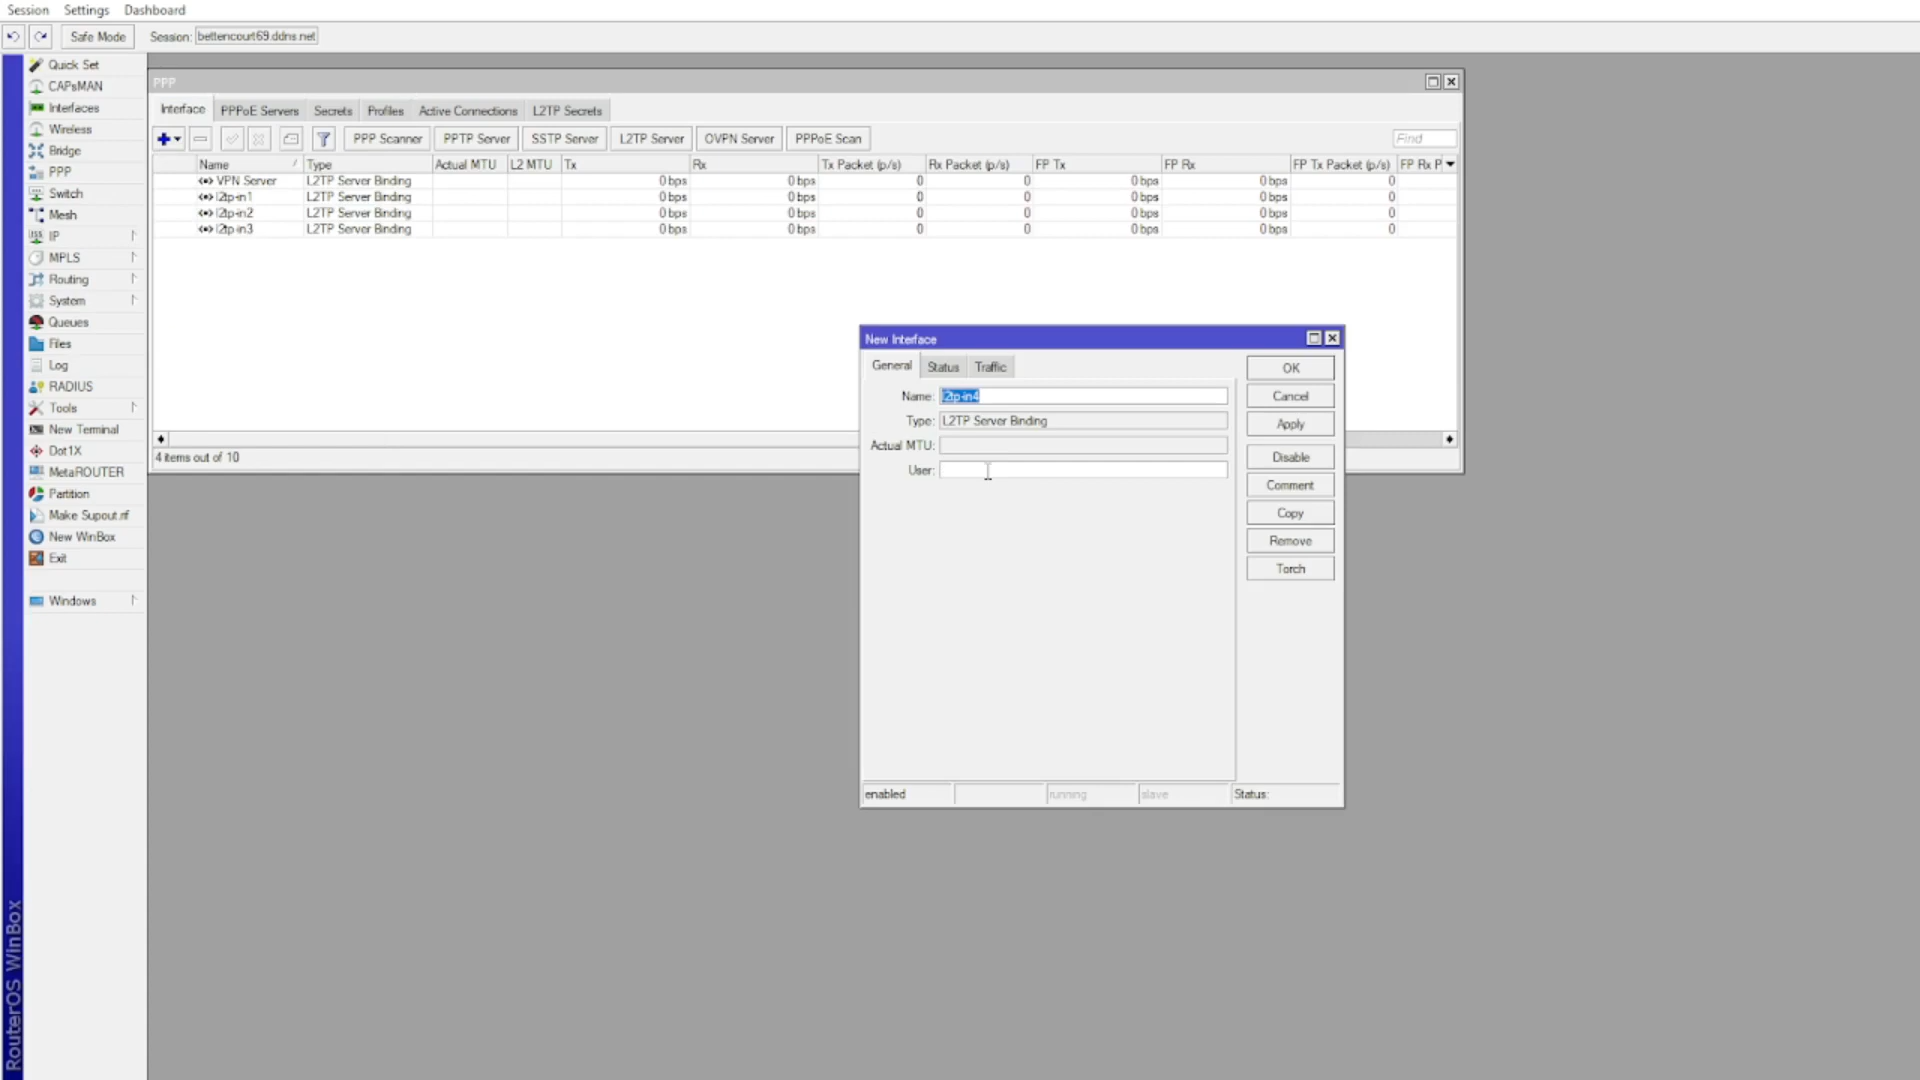 Session Settings Dashboard
Safe Mode Session: bettencourt69.ddns.net
Quick Set
CAPsMAN
Interfaces
Wireless
Bridge
PPP
Switch
Mesh
IP
MPLS
Routing
System
Queues
Files
Log
RADIUS
Tools
New Terminal
Dot1X
MetaROUTER
Partition
Make Supout.rif
New WinBox
Exit
Windows
RouterOS WinBox
PPP
Interface PPPoE Servers Secrets Profiles Active Connections L2TP Secrets
PPP Scanner PPTP Server SSTP Server L2TP Server OVPN Server PPPoE Scan Find
Name Type Actual MTU L2 MTU Tx Rx Tx Packet (p/s) Rx Packet (p/s) FP Tx FP Rx FP Tx Packet (p/s) FP Rx P
VPN Server L2TP Server Binding 0 bps 0 bps 0 0 0 bps 0 bps 0
l2tp-in1 L2TP Server Binding 0 bps 0 bps 0 0 0 bps 0 bps 0
l2tp-in2 L2TP Server Binding 0 bps 0 bps 0 0 0 bps 0 bps 0
l2tp-in3 L2TP Server Binding 0 bps 0 bps 0 0 0 bps 0 bps 0
4 items out of 10
New Interface
General Status Traffic
Name: l2tp-in4
Type: L2TP Server Binding
Actual MTU:
User:
OK
Cancel
Apply
Disable
Comment
Copy
Remove
Torch
enabled running slave Status: